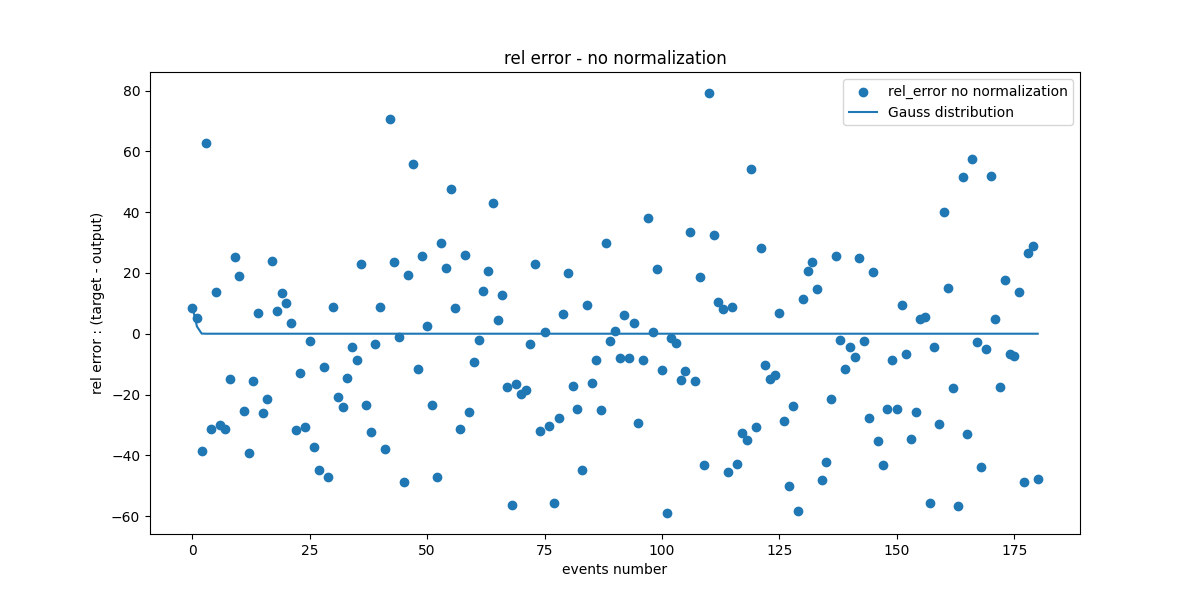 rel error - no normalization
rel_error no normalization
Gauss distribution
rel error : (target - output)
80
60
40
20
0
−20
−40
−60
0 25 50 75 100 125 150 175
events number